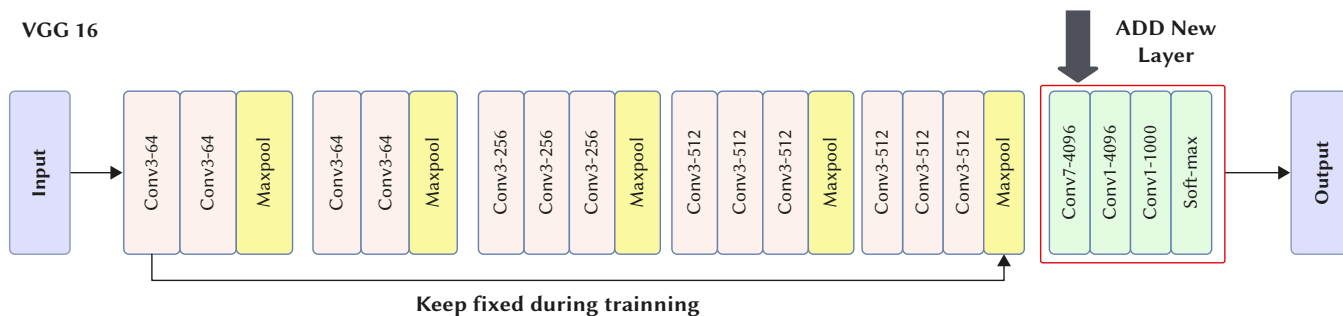 VGG 16
ADD New
Layer
Input
Conv3-64
Conv3-64
Maxpool
Conv3-64
Conv3-64
Maxpool
Conv3-256
Conv3-256
Conv3-256
Maxpool
Conv3-512
Conv3-512
Conv3-512
Maxpool
Conv3-512
Conv3-512
Conv3-512
Maxpool
Conv7-4096
Conv1-4096
Conv1-1000
Soft-max
Output
Keep fixed during trainning